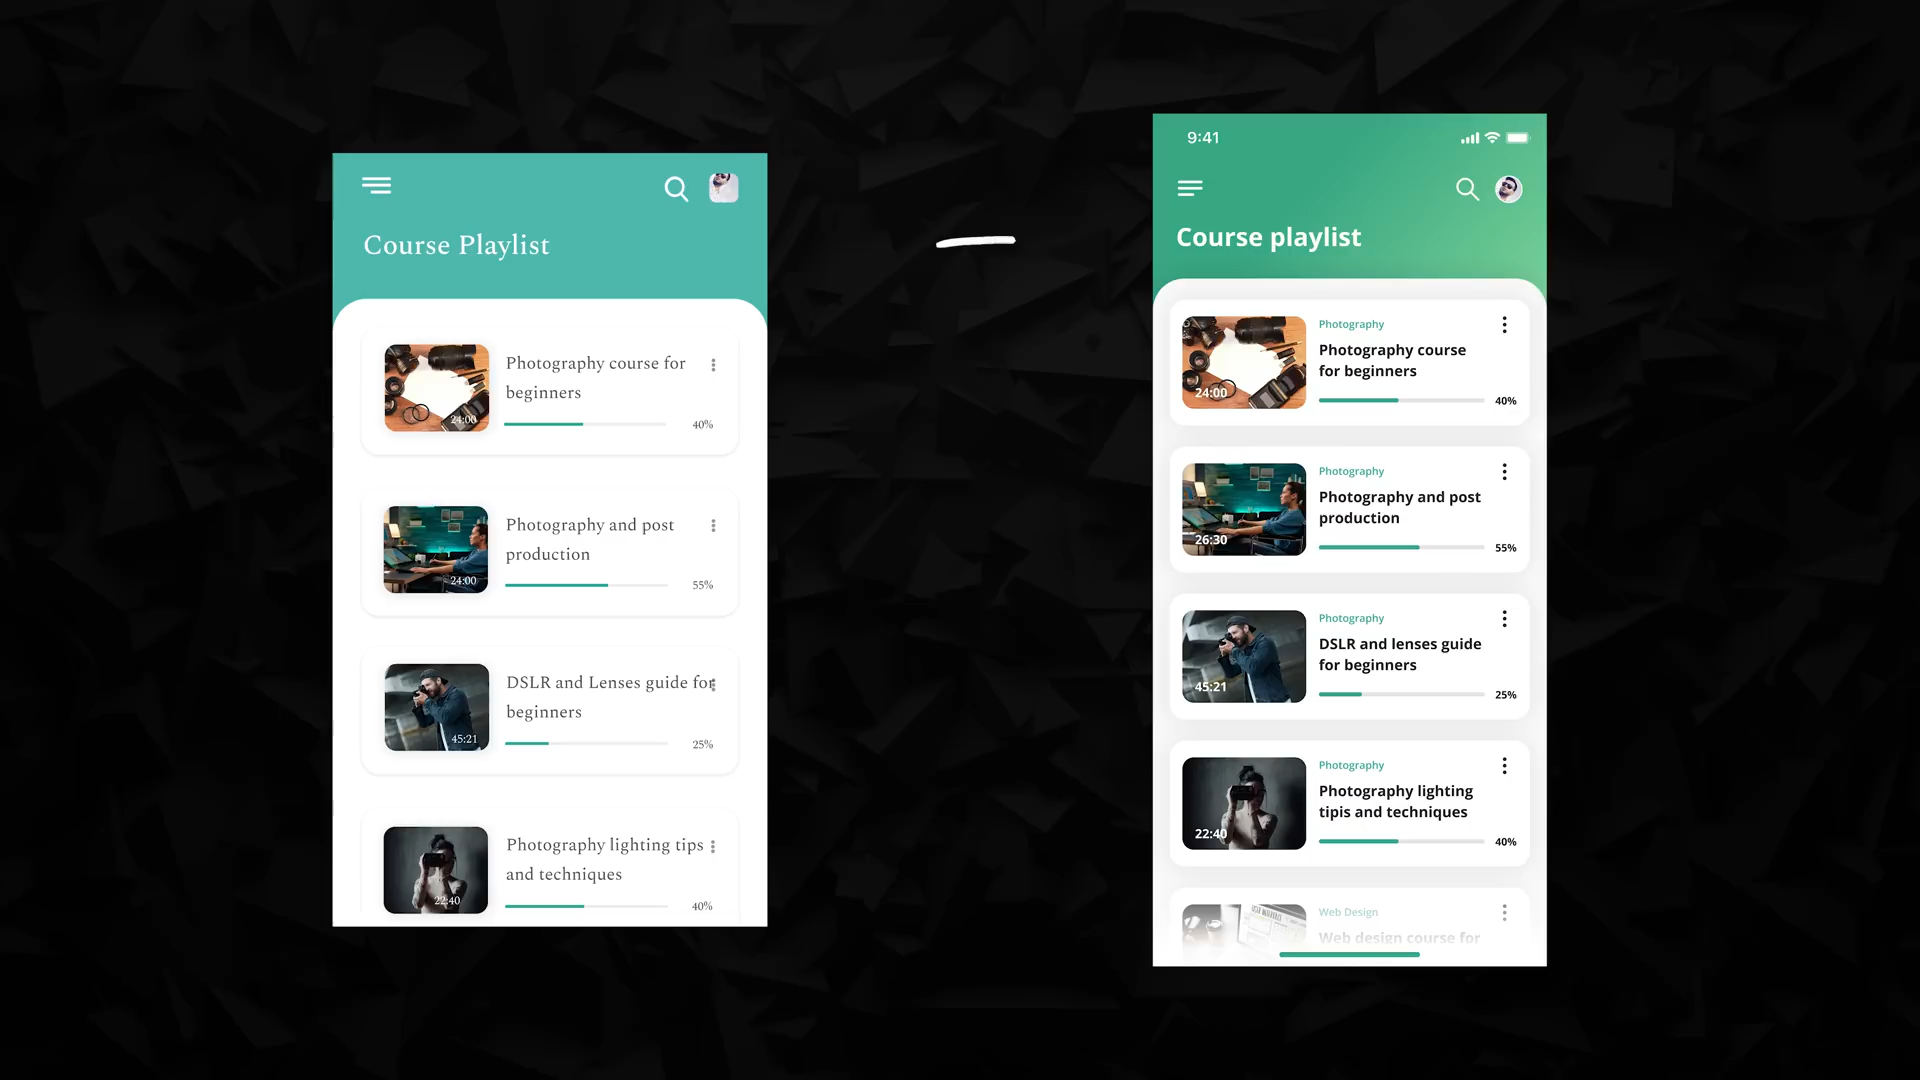 Course Playlist
Photography course for
beginners
24:00
40%
Photography and post
production
24:00
55%
DSLR and Lenses guide for
beginners
45:21
25%
Photography lighting tips
and techniques
22:40
40%
9:41
Course playlist
Photography
Photography course
for beginners
24:00
40%
Photography
Photography and post
production
26:30
55%
Photography
DSLR and lenses guide
for beginners
45:21
25%
Photography
Photography lighting
tipis and techniques
22:40
40%
Web Design
Web design course for